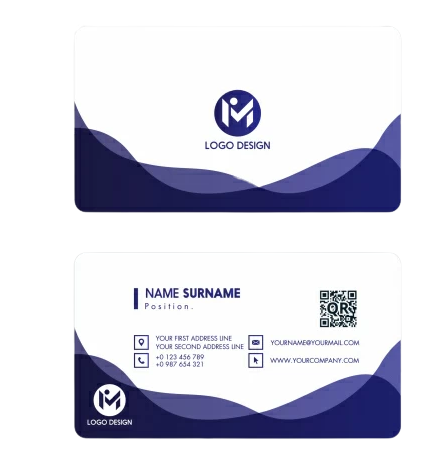 LOGO DESIGN
NAME SURNAME
Position.
QR
YOUR FIRST ADDRESS LINE
YOUR SECOND ADDRESS LINE
YOURNAME@YOURMAIL.COM
+0 123 456 789
+0 987 654 321
WWW.YOURCOMPANY.COM
LOGO DESIGN